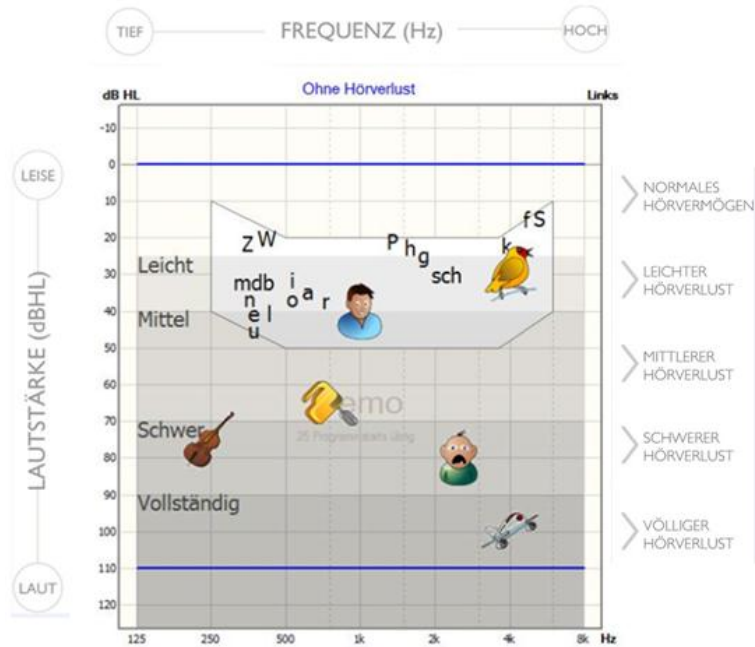 TIEF
FREQUENZ (Hz)
HOCH
Ohne Hörverlust
dB HL
Links
-10
0
LEISE
10
NORMALES
HÖRVERMÖGEN
f S
20
Z W
P h g
k
Leicht
30
LEICHTER
HÖRVERLUST
sch
m d b
i
n
o a r
40
Mittel
e l
u
50
MITTLERER
HÖRVERLUST
60
emo
70
Schwer
80
SCHWERER
HÖRVERLUST
90
Vollständig
100
VÖLLIGER
HÖRVERLUST
110
LAUT
120
LAUTSTÄRKE (dBHL)
125
250
500
1k
2k
4k
8k
Hz